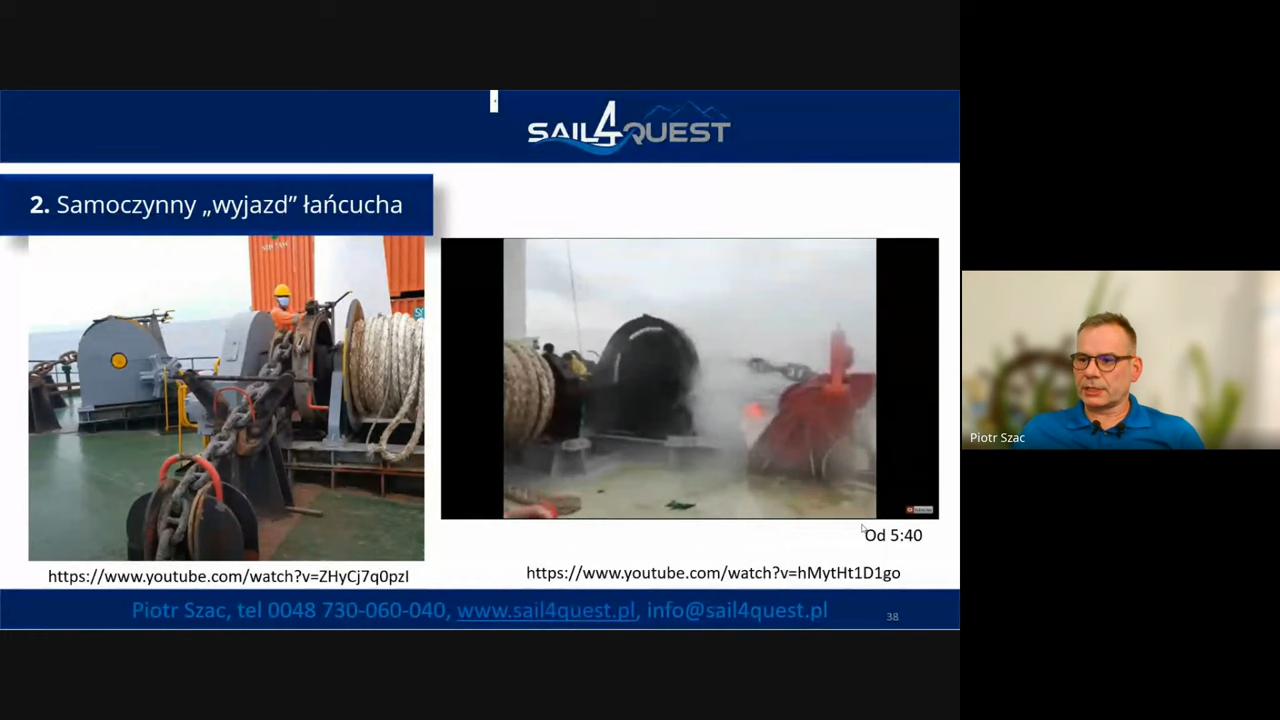 SAIL4QUEST
2. Samoczynny „wyjazd” łańcucha
Od 5:40
https://www.youtube.com/watch?v=ZHyCj7q0pzI
https://www.youtube.com/watch?v=hMytHt1D1go
Piotr Szac, tel 0048 730-060-040, www.sail4quest.pl, info@sail4quest.pl
38
Piotr Szac